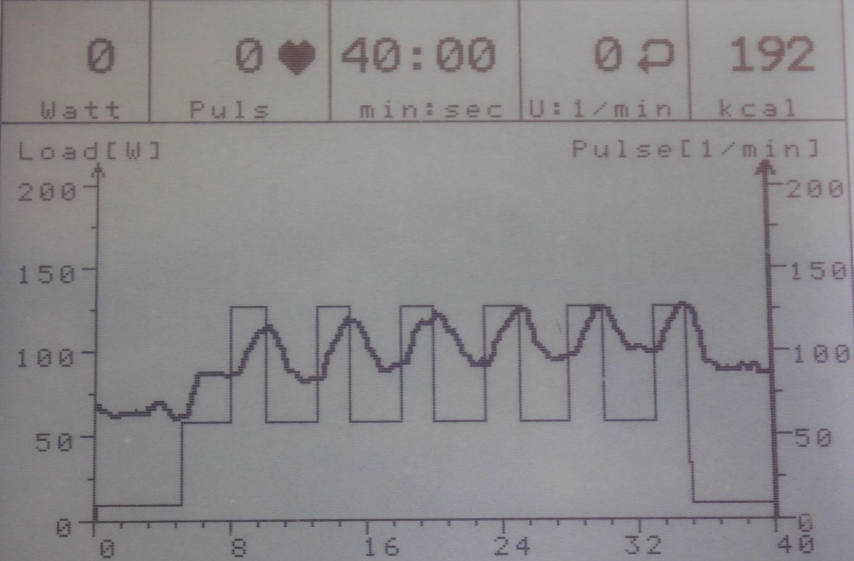 0 0 40:00 0 192
Watt Puls min:sec U:1/min kcal
Load[W] Pulse[1/min]
200 200
150 150
100 100
50 50
0 0
0 8 16 24 32 40